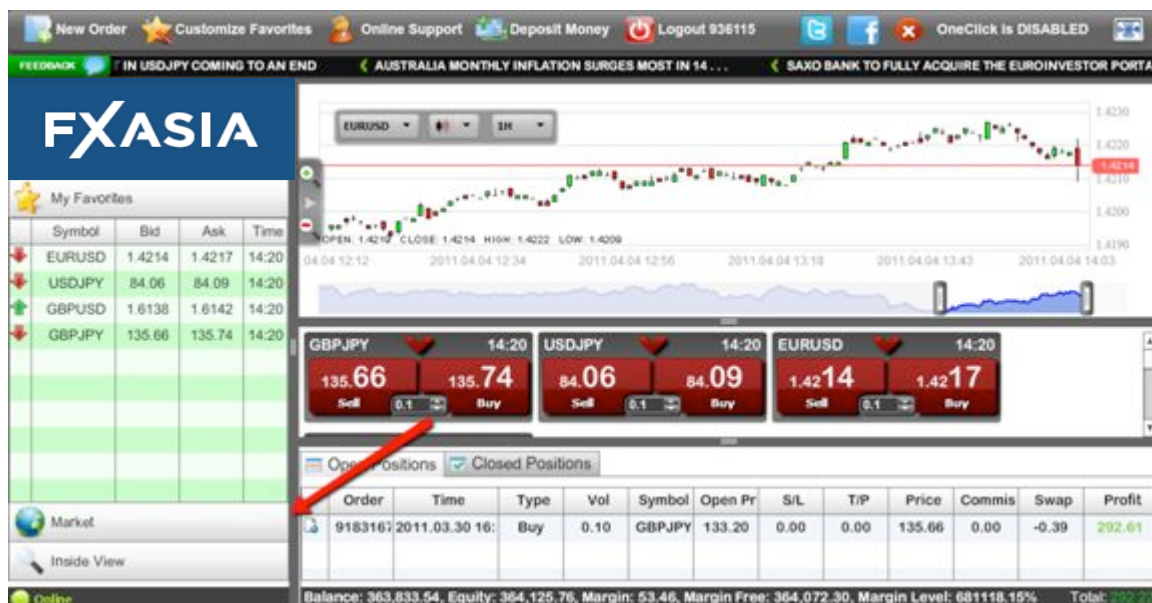 New Order Customize Favorites Online Support Deposit Money Logout 936115 OneClick is DISABLED
FEEDBACK IN USDJPY COMING TO AN END AUSTRALIA MONTHLY INFLATION SURGES MOST IN 14 . . . SAXO BANK TO FULLY ACQUIRE THE EUROINVESTOR PORTA
FXASIA
EURUSD 1H
1.4230
1.4220
1.4214
1.4210
1.4200
1.4190
OPEN: 1.4219 CLOSE: 1.4214 HIGH: 1.4222 LOW: 1.4209
04.04 12:12 2011.04.04 12:34 2011.04.04 12:56 2011.04.04 13:18 2011.04.04 13:43 2011.04.04 14:03
My Favorites
Symbol Bid Ask Time
EURUSD 1.4214 1.4217 14:20
USDJPY 84.06 84.09 14:20
GBPUSD 1.6138 1.6142 14:20
GBPJPY 135.66 135.74 14:20
Market
Inside View
Online
GBPJPY 14:20 USDJPY 14:20 EURUSD 14:20
135.66 135.74 84.06 84.09 1.4214 1.4217
Sell 0.1 Buy Sell 0.1 Buy Sell 0.1 Buy
Open Positions Closed Positions
Order Time Type Vol Symbol Open Pr S/L T/P Price Commis Swap Profit
9183167 2011.03.30 16: Buy 0.10 GBPJPY 133.20 0.00 0.00 135.66 0.00 -0.39 292.61
Balance: 363,833.54, Equity: 364,125.76, Margin: 53.46, Margin Free: 364,072.30, Margin Level: 681118.15% Total: 292.22